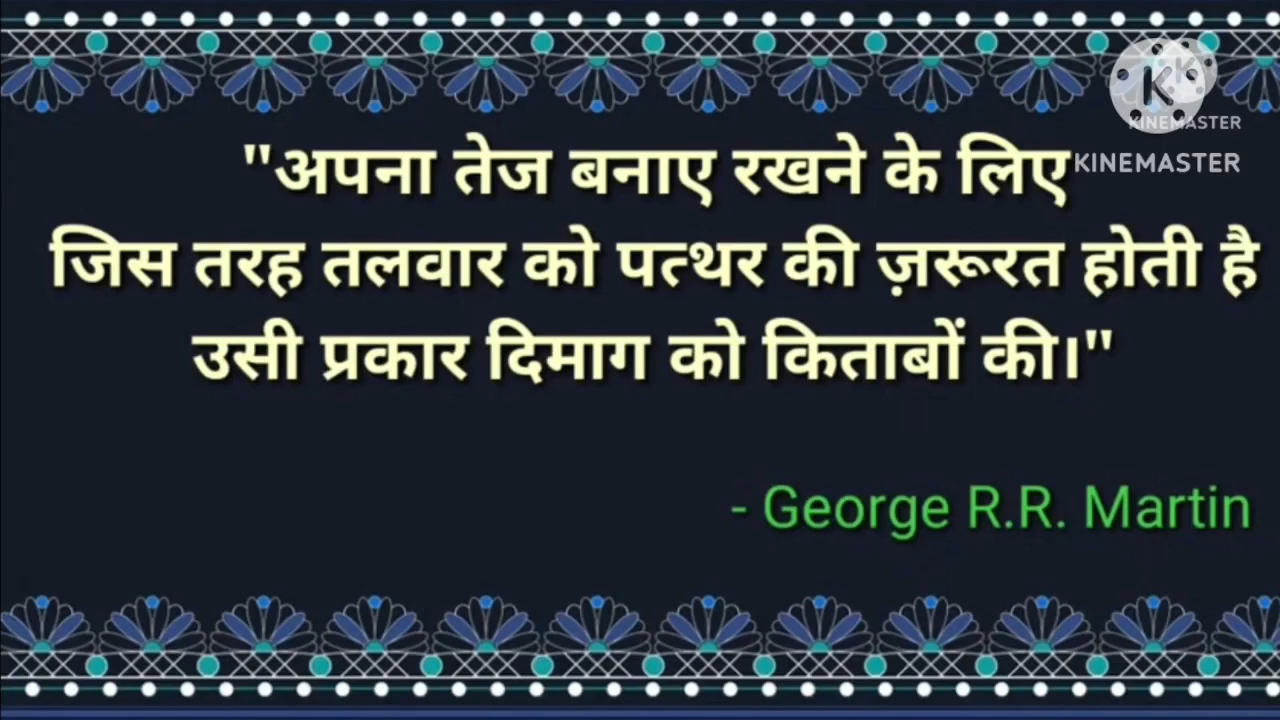 "अपना तेज बनाए रखने के लिए
जिस तरह तलवार को पत्थर की ज़रूरत होती है
उसी प्रकार दिमाग को किताबों की।"
- George R.R. Martin
K
K
KINEMASTER
KINEMASTER